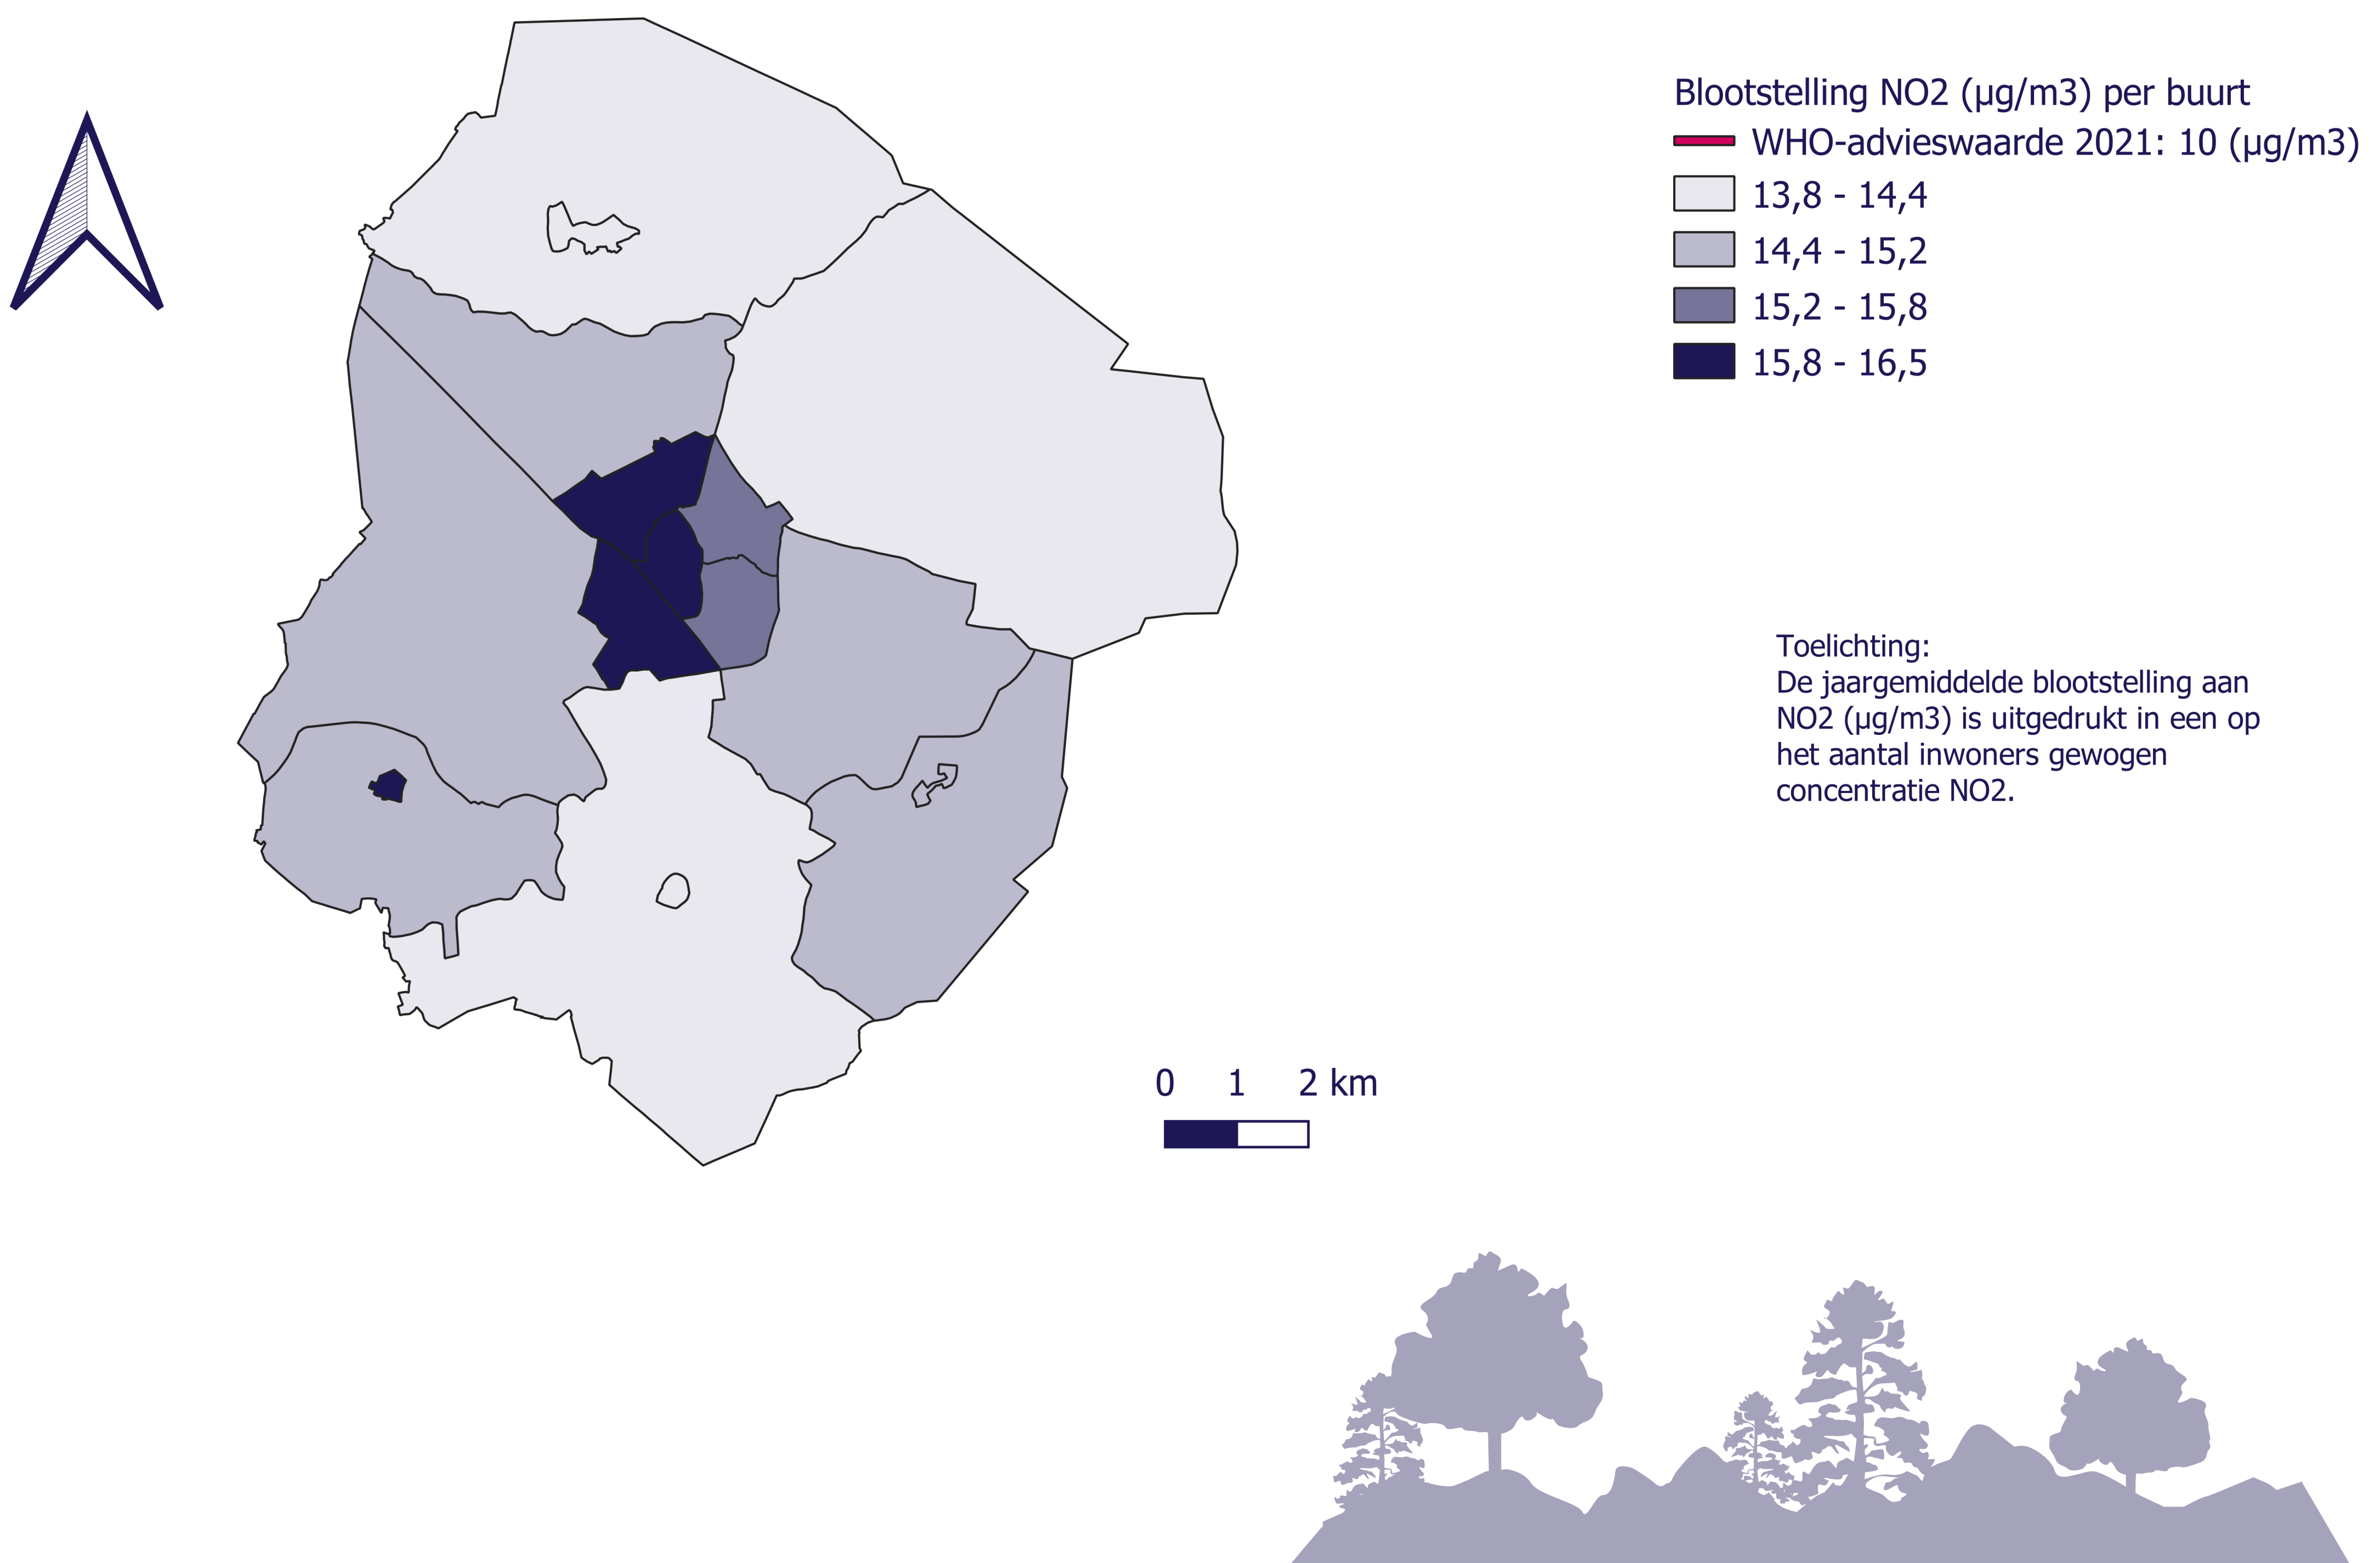 Blootstelling NO2 (µg/m3) per buurt
WHO-advieswaarde 2021: 10 (µg/m3)
13,8 - 14,4
14,4 - 15,2
15,2 - 15,8
15,8 - 16,5
Toelichting:
De jaargemiddelde blootstelling aan
NO2 (µg/m3) is uitgedrukt in een op
het aantal inwoners gewogen
concentratie NO2.
0 1 2 km